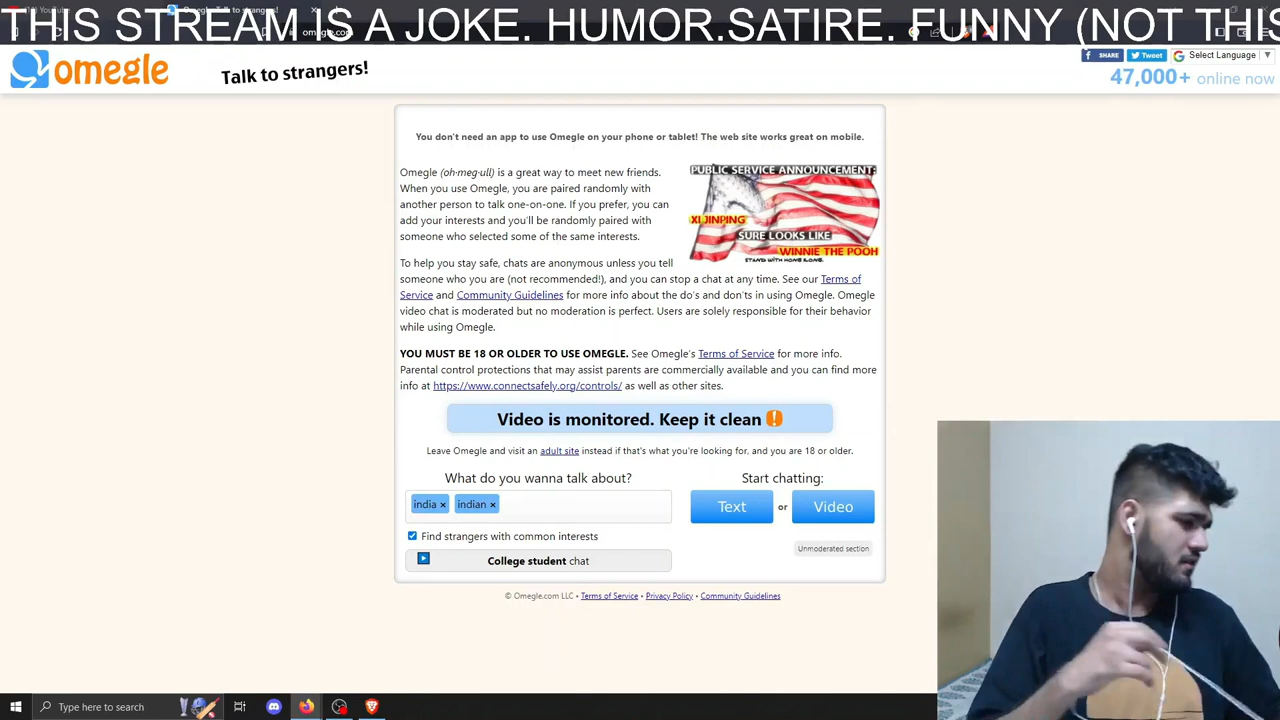 THIS STREAM IS A JOKE. HUMOR.SATIRE. FUNNY (NOT THIS
omegle.com
omegle
Talk to strangers!
SHARE
Tweet
Select Language
47,000+ online now
You don't need an app to use Omegle on your phone or tablet! The web site works great on mobile.
Omegle (oh·meg·ull) is a great way to meet new friends.
When you use Omegle, you are paired randomly with
another person to talk one-on-one. If you prefer, you can
add your interests and you'll be randomly paired with
someone who selected some of the same interests.
PUBLIC SERVICE ANNOUNCEMENT:
XI JINPING
SURE LOOKS LIKE
WINNIE THE POOH
STAND WITH HONG KONG.
To help you stay safe, chats are anonymous unless you tell
someone who you are (not recommended!), and you can stop a chat at any time. See our Terms of
Service and Community Guidelines for more info about the do's and don'ts in using Omegle. Omegle
video chat is moderated but no moderation is perfect. Users are solely responsible for their behavior
while using Omegle.
YOU MUST BE 18 OR OLDER TO USE OMEGLE. See Omegle's Terms of Service for more info.
Parental control protections that may assist parents are commercially available and you can find more
info at https://www.connectsafely.org/controls/ as well as other sites.
Video is monitored. Keep it clean
Leave Omegle and visit an adult site instead if that's what you're looking for, and you are 18 or older.
What do you wanna talk about?
Start chatting:
india × indian ×
Text or Video
Find strangers with common interests
Unmoderated section
College student chat
© Omegle.com LLC • Terms of Service • Privacy Policy • Community Guidelines
Type here to search